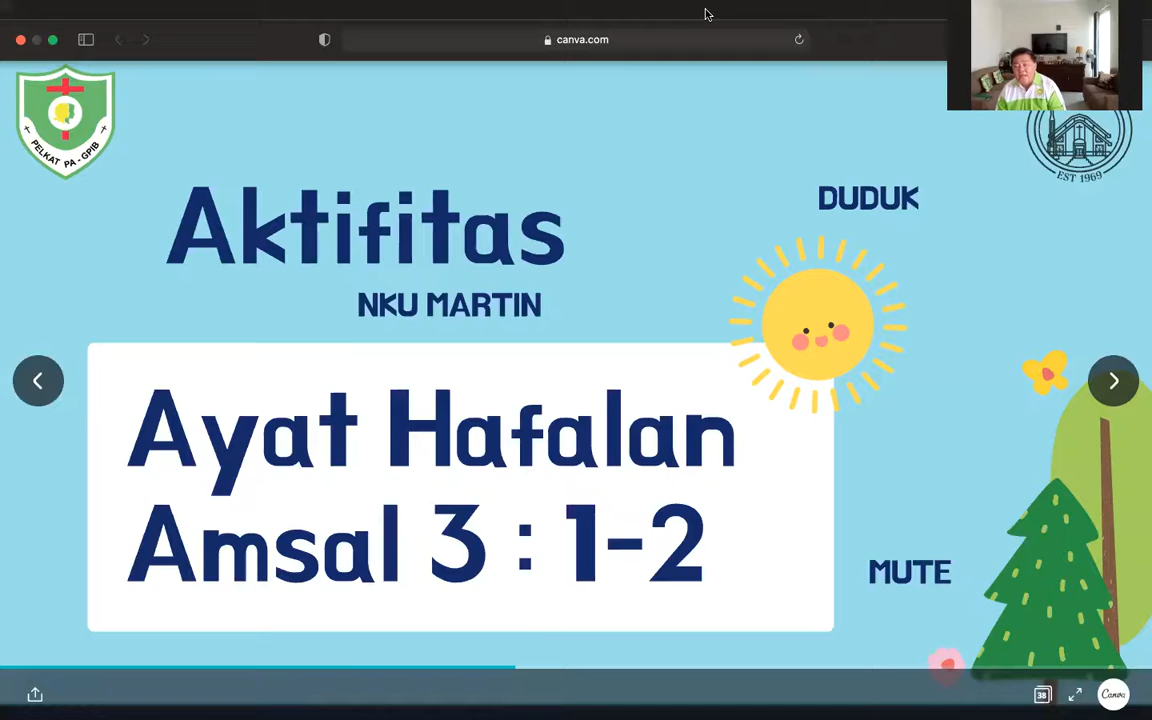 canva.com
PELKAT PA - GPIB
EST 1969
DUDUK
Aktifitas
NKU MARTIN
Ayat Hafalan
Amsal 3 : 1-2
MUTE
38
Canva